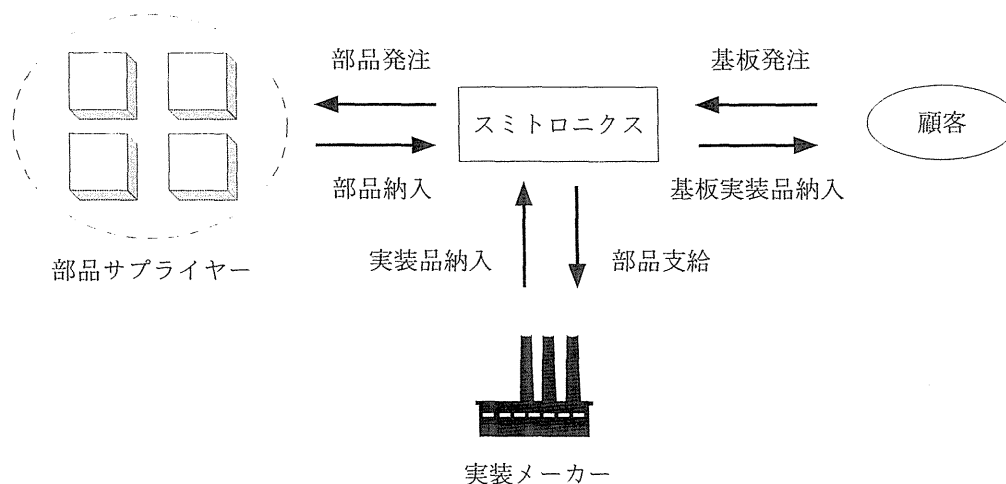 部品発注
基板発注
スミトロニクス
顧客
部品納入
基板実装品納入
部品サプライヤー
実装品納入
部品支給
実装メーカー